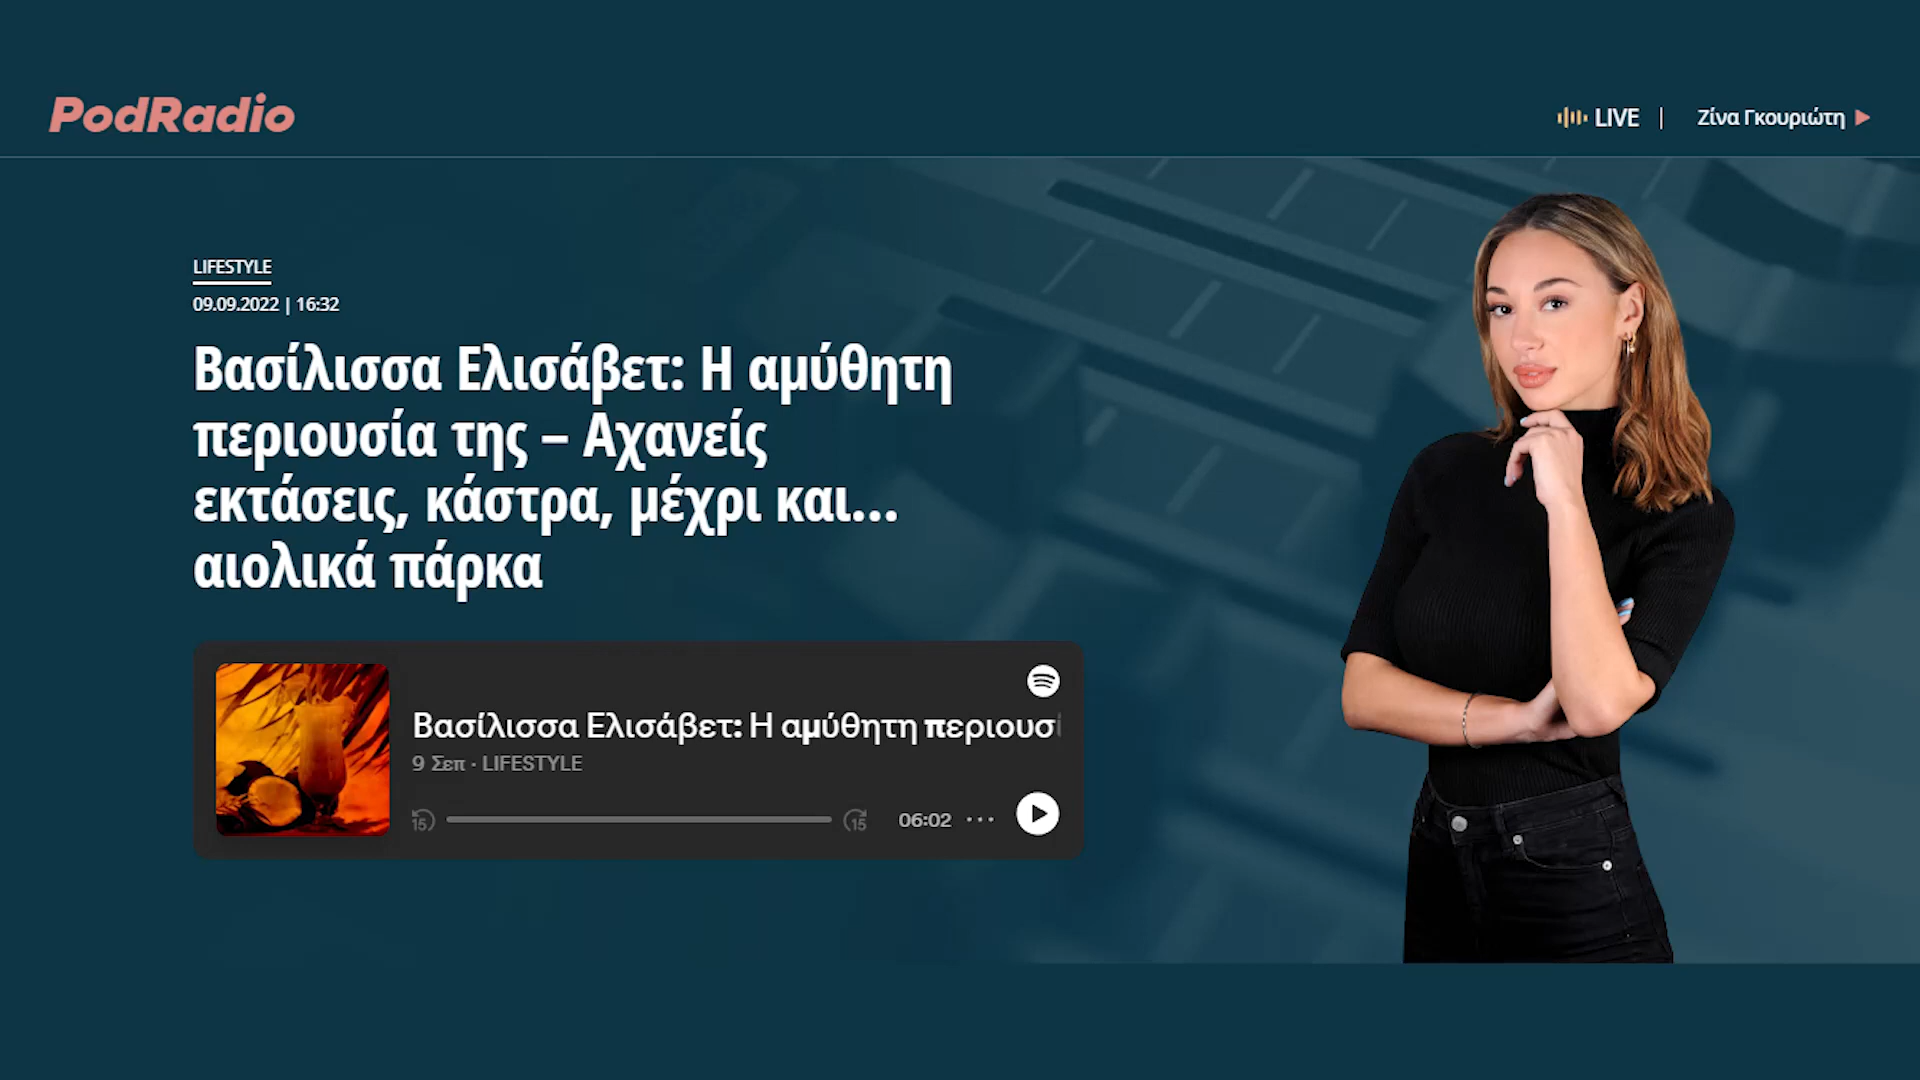 PodRadio
LIVE | Ζίνα Γκουριώτη
LIFESTYLE
09.09.2022 | 16:32
Βασίλισσα Ελισάβετ: Η αμύθητη
περιουσία της – Αχανείς
εκτάσεις, κάστρα, μέχρι και…
αιολικά πάρκα
Βασίλισσα Ελισάβετ: Η αμύθητη περιουσ
9 Σεπ · LIFESTYLE
15
15
06:02